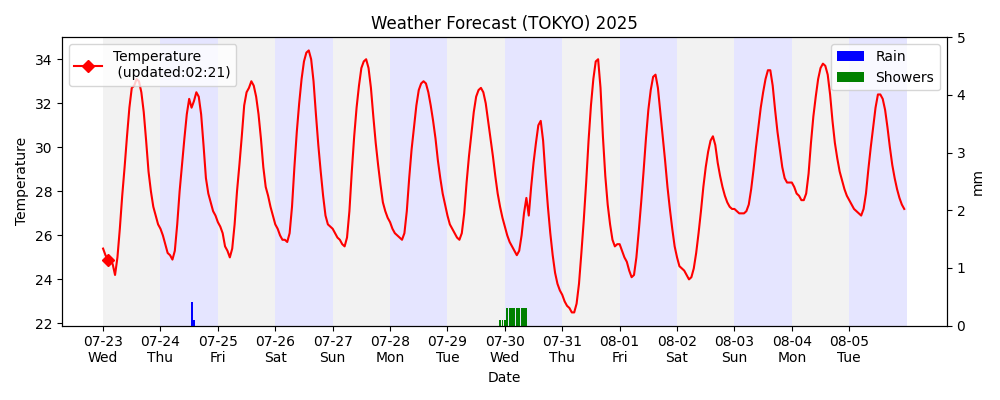 Weather Forecast (TOKYO) 2025
Temperature
(updated:02:21)
Rain
Showers
Temperature
34
32
30
28
26
24
22
5
4
3
2
1
0
mm
07-23 07-24 07-25 07-26 07-27 07-28 07-29 07-30 07-31 08-01 08-02 08-03 08-04 08-05
Wed Thu Fri Sat Sun Mon Tue Wed Thu Fri Sat Sun Mon Tue
Date